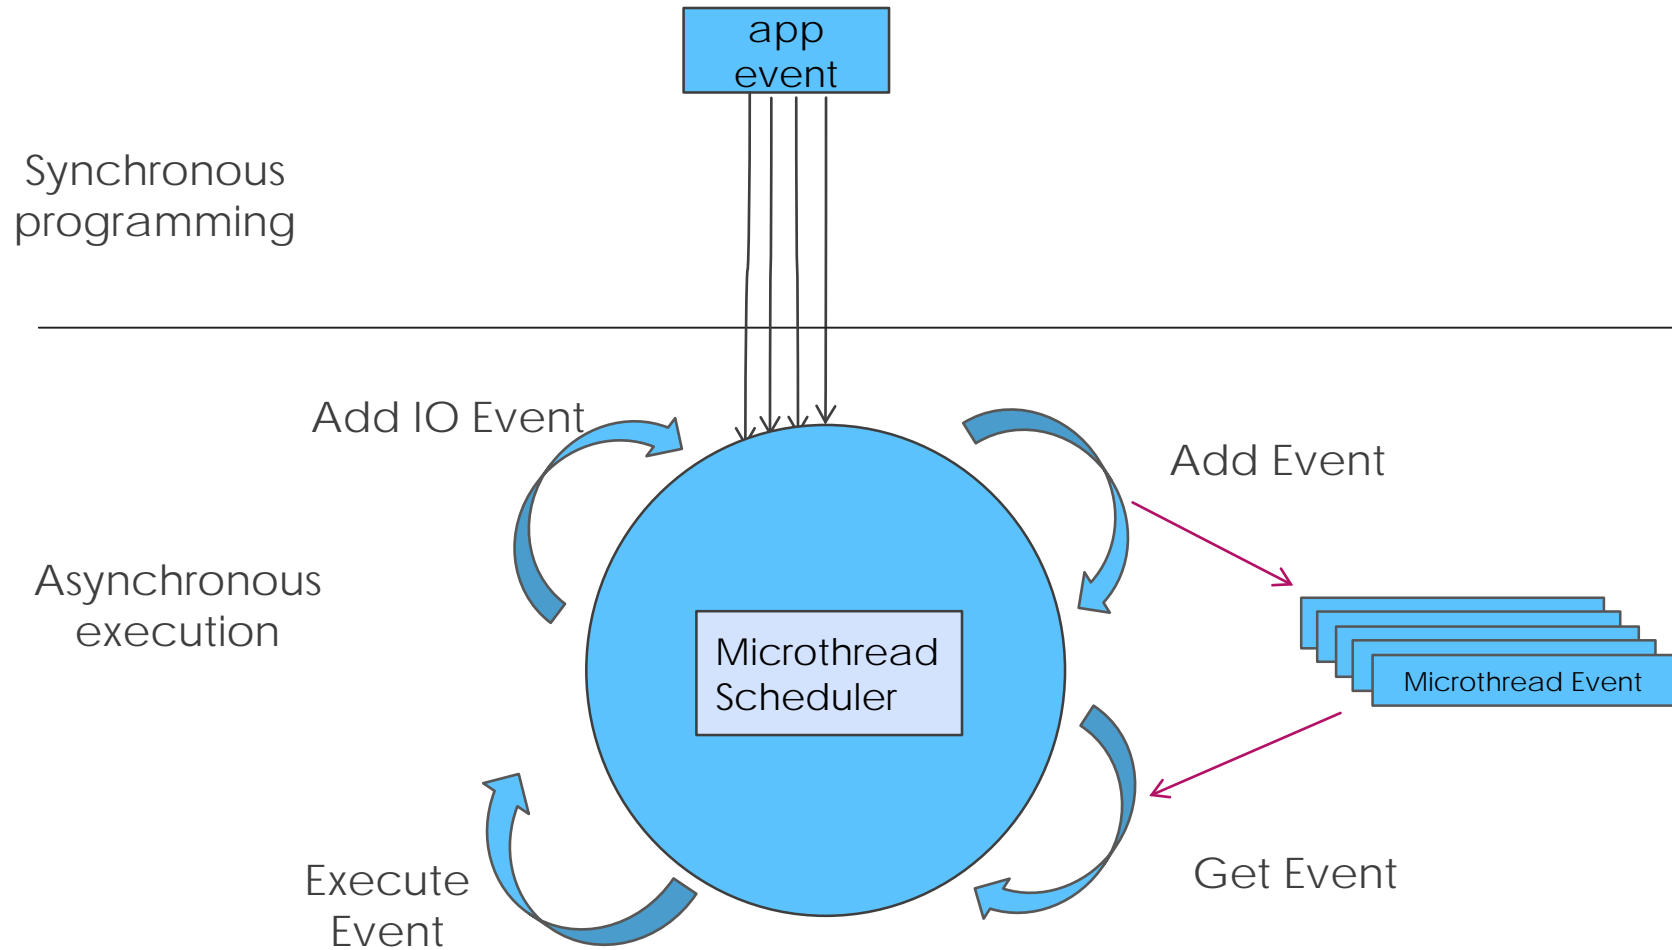 app
event
Synchronous
programming
Add IO Event
Add Event
Asynchronous
execution
Microthread
Scheduler
Microthread Event
Execute
Event
Get Event